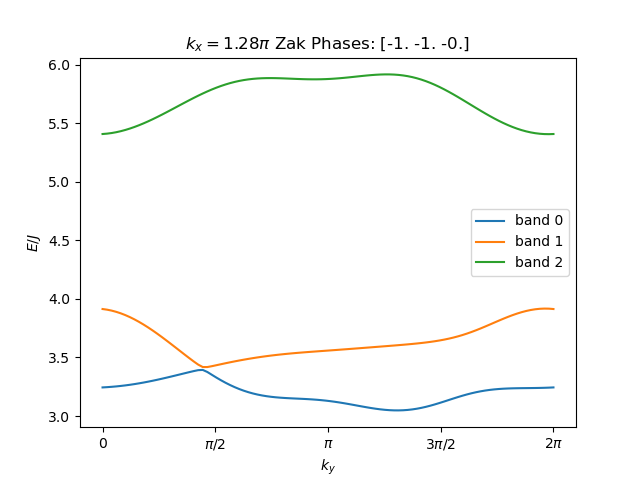 $k_x = 1.28\pi$ Zak Phases: [-1. -1. -0.]
6.0
5.5
5.0
4.5
4.0
3.5
3.0
E/J
band 0
band 1
band 2
0
π/2
π
3π/2
2π
$k_y$